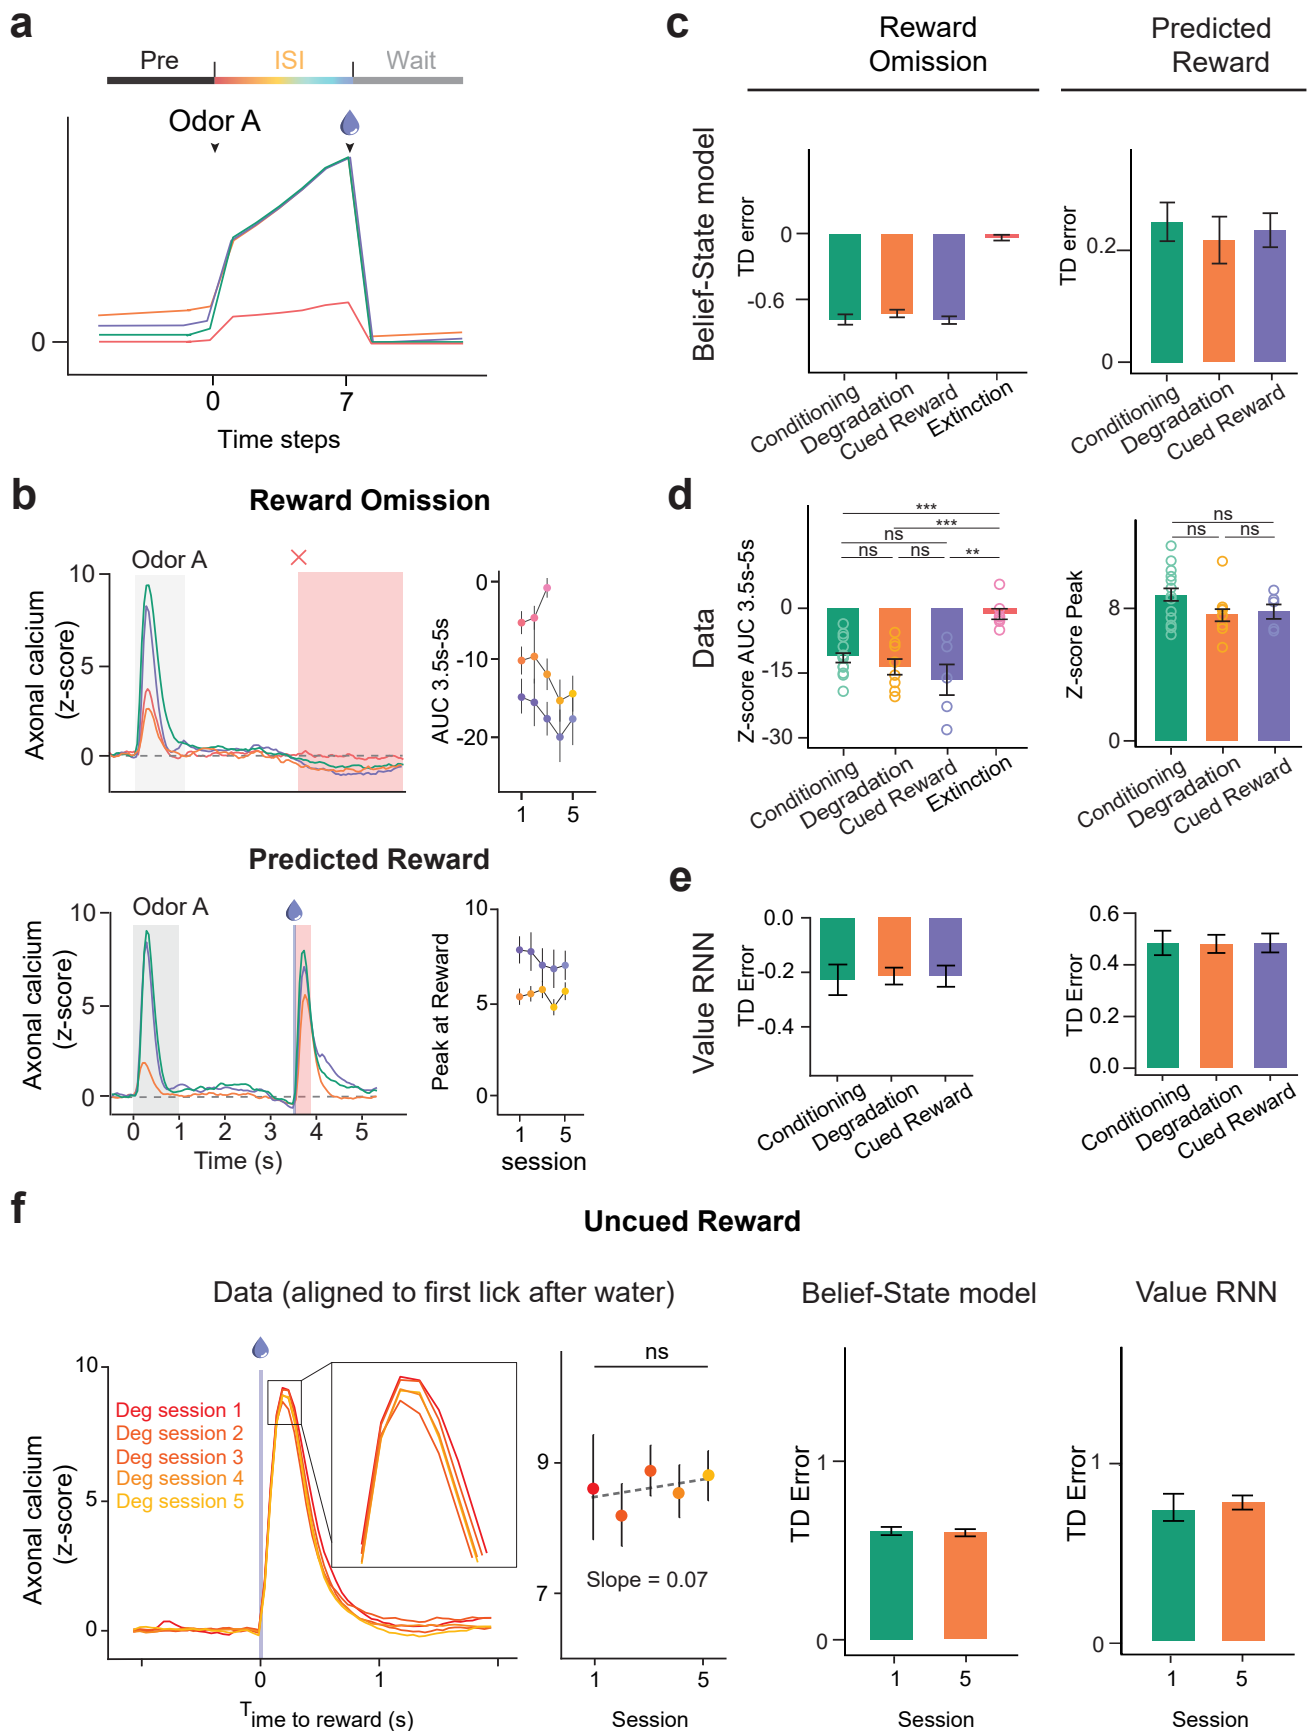 a
Pre
ISI
Wait
Odor A
0
0
7
Time steps
c
Reward
Omission
Predicted
Reward
Belief-State model
TD error
0
-0.6
Conditioning
Degradation
Cued Reward
Extinction
TD error
0.2
0
Conditioning
Degradation
Cued Reward
b
Reward Omission
Odor A
Axonal calcium
(z-score)
10
5
0
AUC 3.5s-5s
0
-10
-20
1
5
Predicted Reward
Odor A
Axonal calcium
(z-score)
10
5
0
0
1
2
3
4
5
Time (s)
Peak at Reward
10
5
0
1
5
session
d
Data
Z-score AUC 3.5s-5s
0
-15
-30
***
***
ns
ns
ns
**
Conditioning
Degradation
Cued Reward
Extinction
Z-score Peak
8
0
ns
ns
ns
Conditioning
Degradation
Cued Reward
e
Value RNN
TD Error
0.0
-0.2
-0.4
Conditioning
Degradation
Cued Reward
TD Error
0.6
0.4
0.2
0.0
Conditioning
Degradation
Cued Reward
f
Uncued Reward
Data (aligned to first lick after water)
Axonal calcium
(z-score)
10
5
0
Deg session 1
Deg session 2
Deg session 3
Deg session 4
Deg session 5
0
1
Time to reward (s)
ns
9
7
Slope = 0.07
1
5
Session
Belief-State model
TD Error
1
0
1
5
Session
Value RNN
TD Error
1
0
1
5
Session